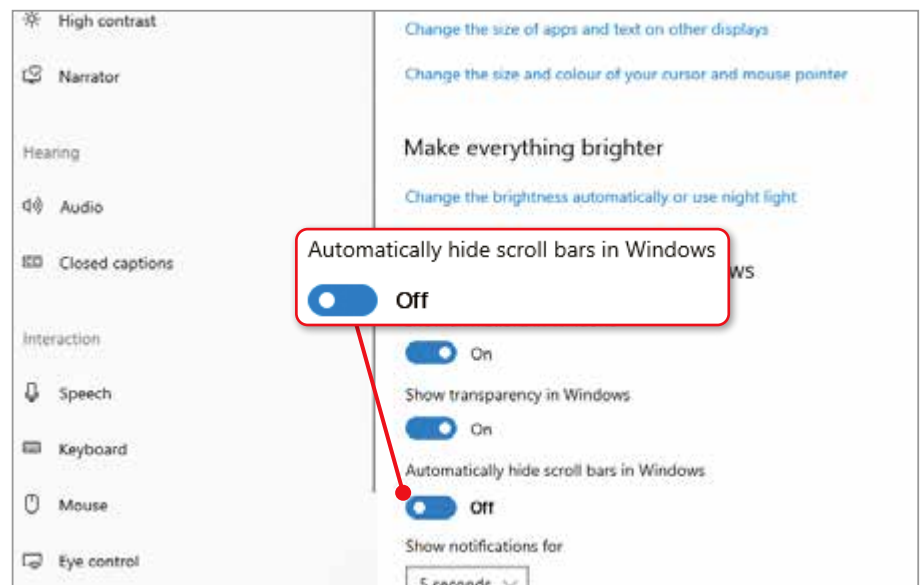 High contrast
Narrator
Hearing
Audio
Closed captions
Interaction
Speech
Keyboard
Mouse
Eye control
Change the size of apps and text on other displays
Change the size and colour of your cursor and mouse pointer
Make everything brighter
Change the brightness automatically or use night light
Automatically hide scroll bars in Windows
Off
On
Show transparency in Windows
On
Automatically hide scroll bars in Windows
Off
Show notifications for
5 seconds